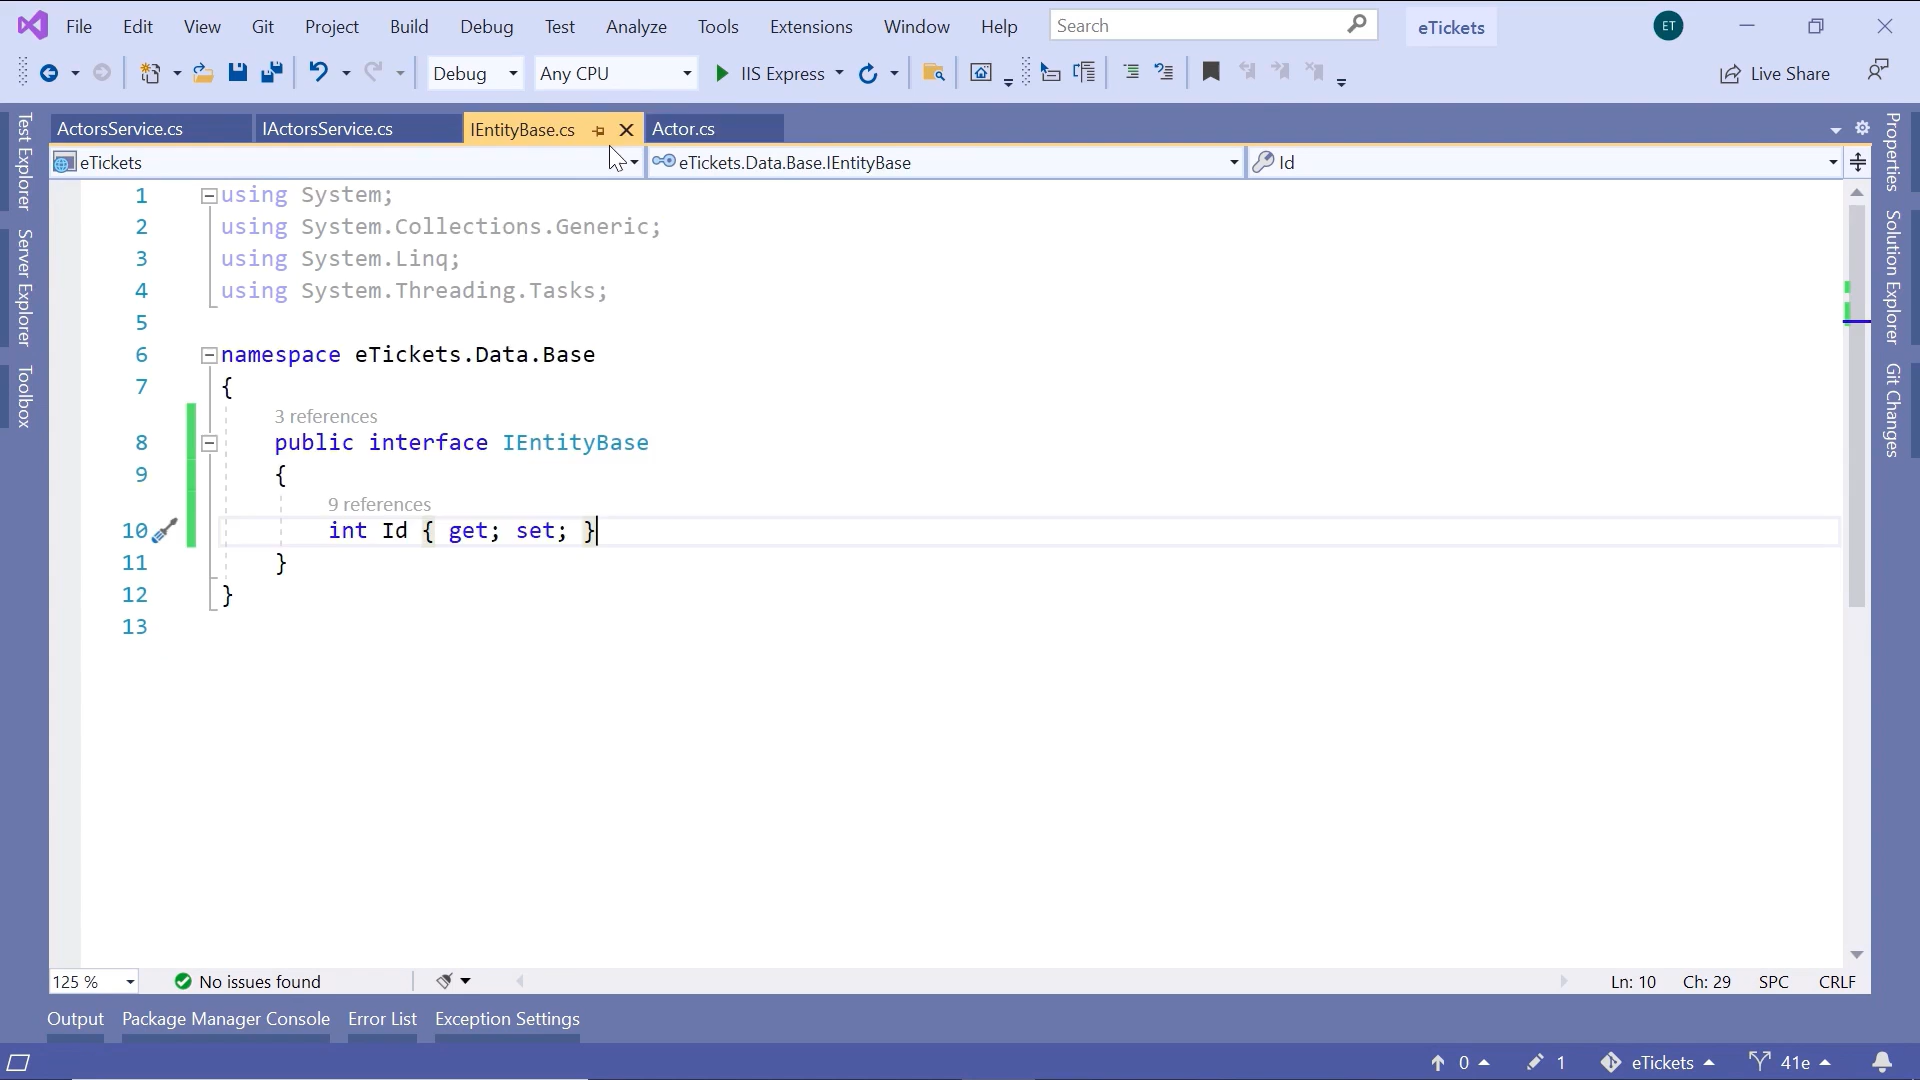 File Edit View Git Project Build Debug Test Analyze Tools Extensions Window Help Search eTickets ET
Debug Any CPU IIS Express Live Share
ActorsService.cs IActorsService.cs IEntityBase.cs Actor.cs
eTickets eTickets.Data.Base.IEntityBase Id
Test Explorer
Server Explorer
Toolbox
1 using System;
2 using System.Collections.Generic;
3 using System.Linq;
4 using System.Threading.Tasks;
5
6 namespace eTickets.Data.Base
7 {
3 references
8 public interface IEntityBase
9 {
9 references
10 int Id { get; set; }
11 }
12 }
13
Properties
Solution Explorer
Git Changes
125 % No issues found Ln: 10 Ch: 29 SPC CRLF
Output Package Manager Console Error List Exception Settings
0 1 eTickets 41e